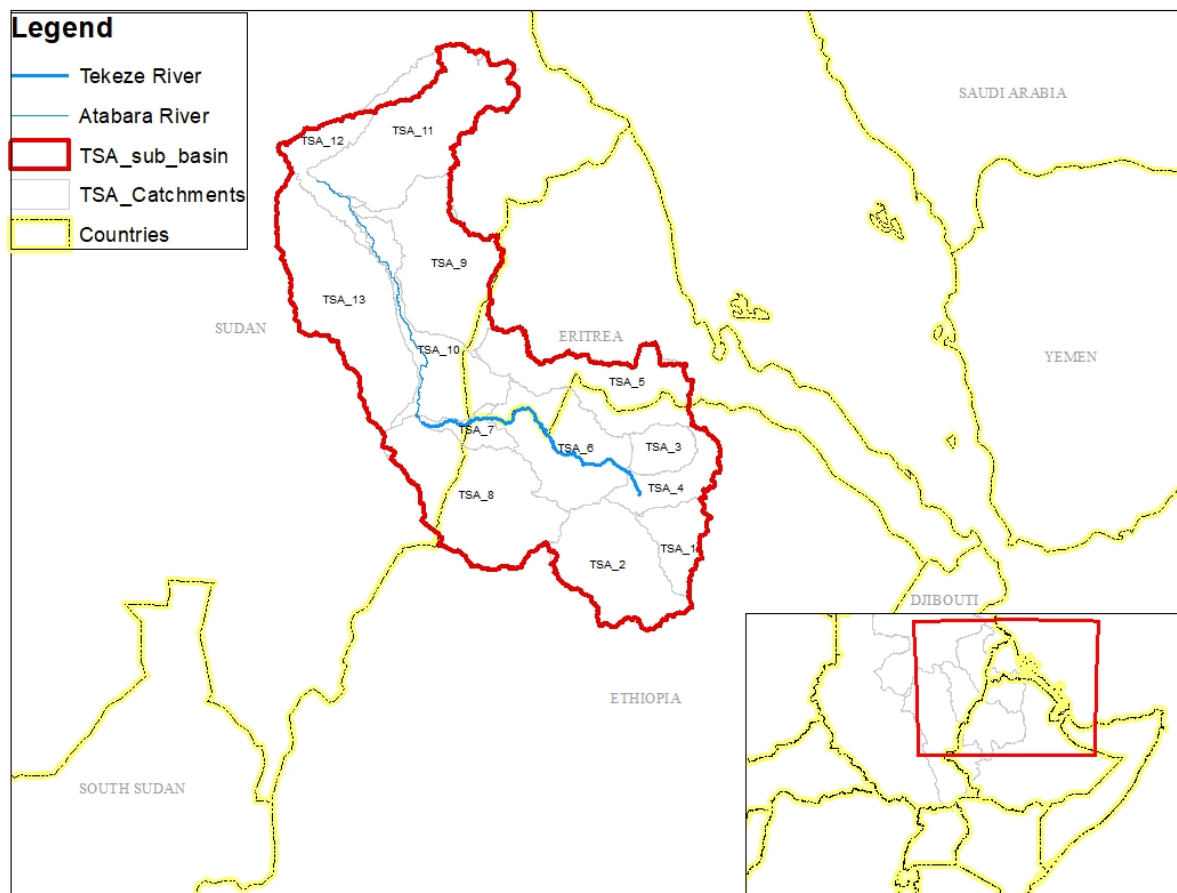 Legend
Tekeze River
Atabara River
TSA_sub_basin
TSA_Catchments
Countries
SAUDI ARABIA
TSA_12
TSA_11
TSA_9
TSA_13
SUDAN
ERITREA
TSA_10
YEMEN
TSA_5
TSA_7
TSA_6
TSA_3
TSA_8
TSA_4
TSA_1
TSA_2
DJIBOUTI
ETHIOPIA
SOUTH SUDAN